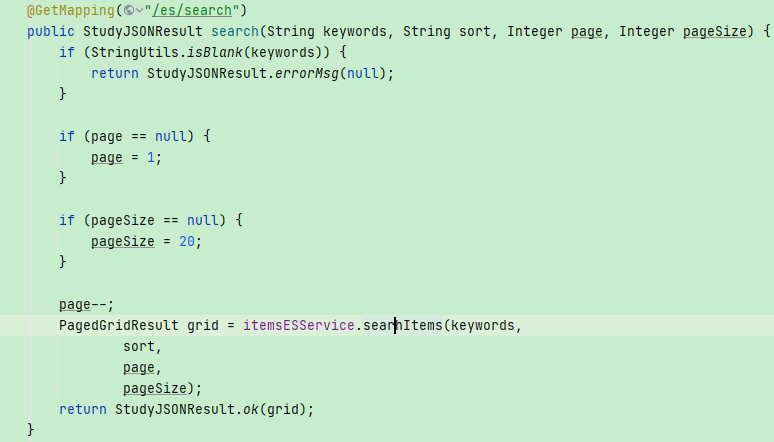 @GetMapping("/es/search")
public StudyJSONResult search(String keywords, String sort, Integer page, Integer pageSize) {
    if (StringUtils.isBlank(keywords)) {
        return StudyJSONResult.errorMsg(null);
    }

    if (page == null) {
        page = 1;
    }

    if (pageSize == null) {
        pageSize = 20;
    }

    page--;
    PagedGridResult grid = itemsESService.searhItems(keywords,
            sort,
            page,
            pageSize);
    return StudyJSONResult.ok(grid);
}